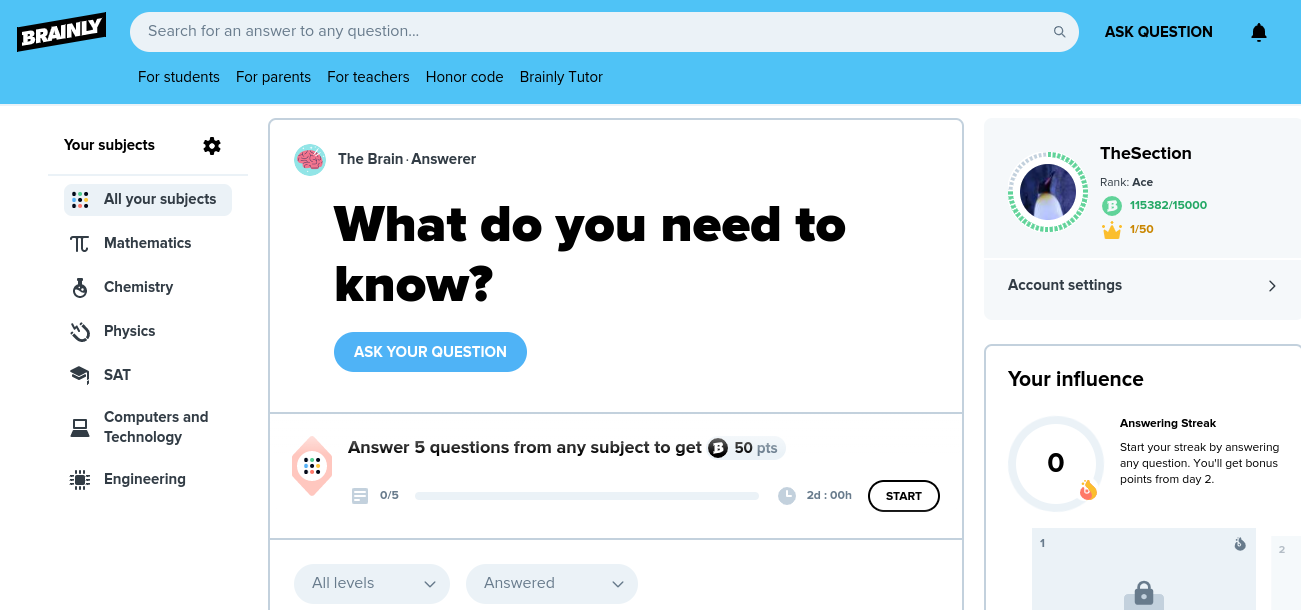 BRAINLY
Search for an answer to any question...
ASK QUESTION
For students
For parents
For teachers
Honor code
Brainly Tutor
Your subjects
All your subjects
Mathematics
Chemistry
Physics
SAT
Computers and
Technology
Engineering
The Brain · Answerer
What do you need to
know?
ASK YOUR QUESTION
Answer 5 questions from any subject to get 50 pts
0/5
2d : 00h
START
All levels
Answered
TheSection
Rank: Ace
115382/15000
1/50
Account settings
Your influence
0
Answering Streak
Start your streak by answering
any question. You'll get bonus
points from day 2.
1
2